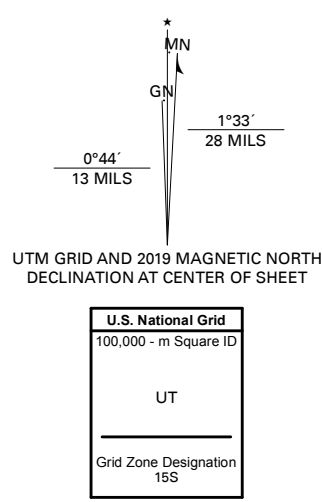 ★
MN
GN
1°33´
28 MILS
0°44´
13 MILS
UTM GRID AND 2019 MAGNETIC NORTH
DECLINATION AT CENTER OF SHEET
U.S. National Grid
100,000 - m Square ID
UT
Grid Zone Designation
15S